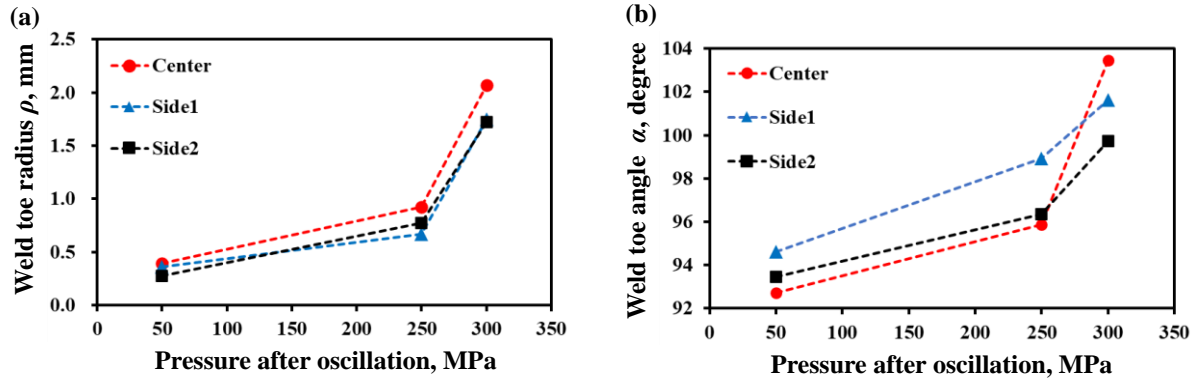 (a)
Weld toe radius ρ, mm
2.5
2.0
1.5
1.0
0.5
0.0
Center
Side1
Side2
0 50 100 150 200 250 300 350
Pressure after oscillation, MPa
(b)
Weld toe angle α, degree
104
102
100
98
96
94
92
Center
Side1
Side2
0 50 100 150 200 250 300 350
Pressure after oscillation, MPa